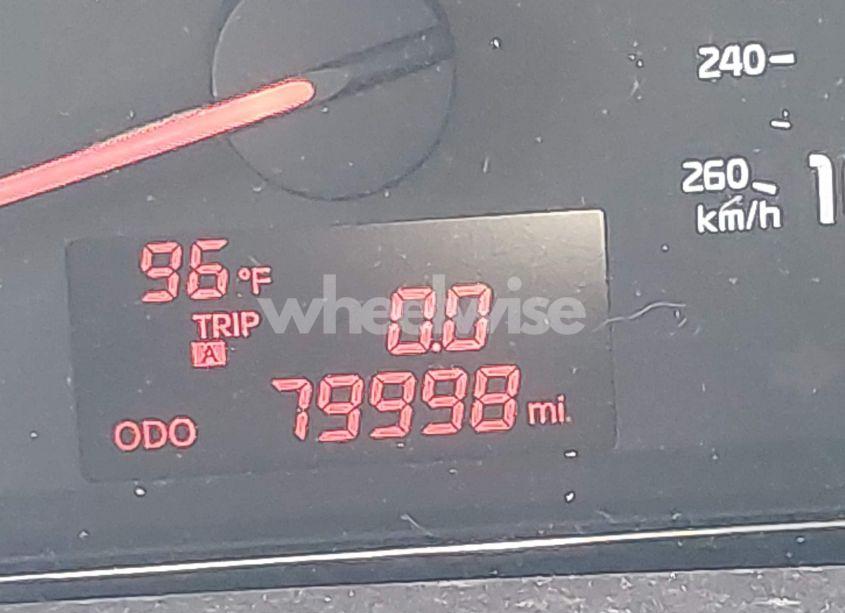 240
260
km/h
96 °F
TRIP
A
0.0
ODO 79998 mi.
wheelwise